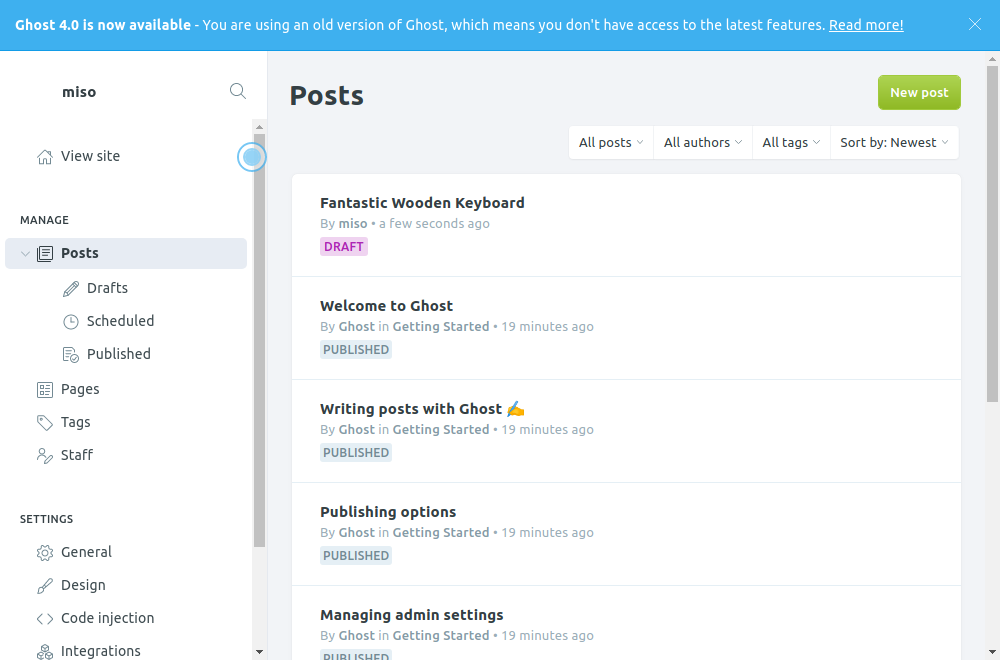 Ghost 4.0 is now available - You are using an old version of Ghost, which means you don't have access to the latest features. Read more!
miso
View site
MANAGE
Posts
Drafts
Scheduled
Published
Pages
Tags
Staff
SETTINGS
General
Design
Code injection
Integrations
Posts
New post
All posts
All authors
All tags
Sort by: Newest
Fantastic Wooden Keyboard
By miso • a few seconds ago
DRAFT
Welcome to Ghost
By Ghost in Getting Started • 19 minutes ago
PUBLISHED
Writing posts with Ghost ✍️
By Ghost in Getting Started • 19 minutes ago
PUBLISHED
Publishing options
By Ghost in Getting Started • 19 minutes ago
PUBLISHED
Managing admin settings
By Ghost in Getting Started • 19 minutes ago
PUBLISHED